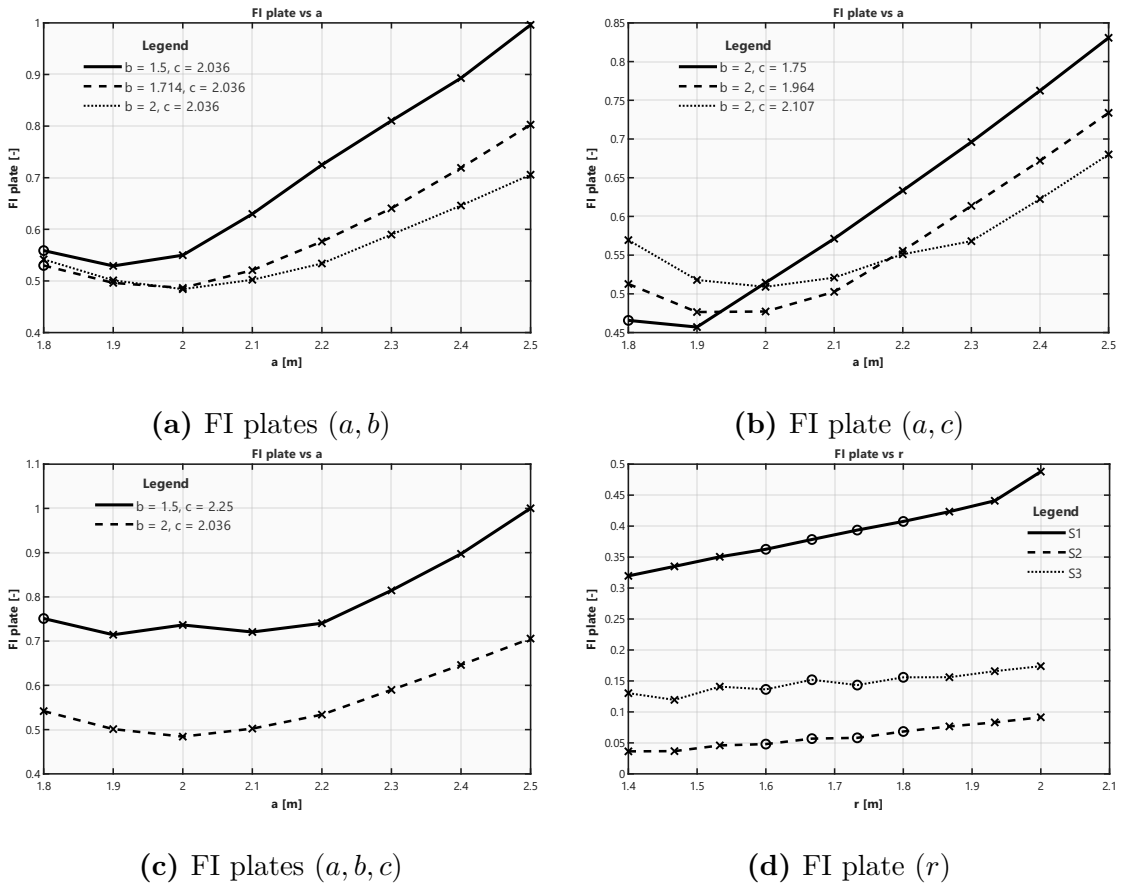 FI plate vs a
Legend
b = 1.5, c = 2.036
b = 1.714, c = 2.036
b = 2, c = 2.036
FI plate [-]
1
0.9
0.8
0.7
0.6
0.5
0.4
1.8 1.9 2 2.1 2.2 2.3 2.4 2.5
a [m]
(a) FI plates (a, b)
FI plate vs a
Legend
b = 2, c = 1.75
b = 2, c = 1.964
b = 2, c = 2.107
FI plate [-]
0.85
0.8
0.75
0.7
0.65
0.6
0.55
0.5
0.45
1.8 1.9 2 2.1 2.2 2.3 2.4 2.5
a [m]
(b) FI plate (a, c)
FI plate vs a
Legend
b = 1.5, c = 2.25
b = 2, c = 2.036
FI plate [-]
1.1
1
0.9
0.8
0.7
0.6
0.5
0.4
1.8 1.9 2 2.1 2.2 2.3 2.4 2.5
a [m]
(c) FI plates (a, b, c)
FI plate vs r
Legend
S1
S2
S3
FI plate [-]
0.5
0.45
0.4
0.35
0.3
0.25
0.2
0.15
0.1
0.05
0
1.4 1.5 1.6 1.7 1.8 1.9 2 2.1
r [m]
(d) FI plate (r)